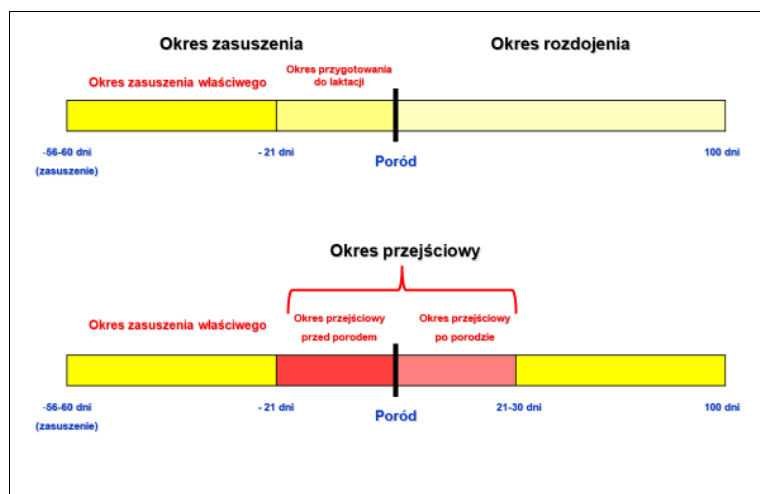 Okres zasuszenia
Okres rozdojenia
Okres zasuszenia właściwego
Okres przygotowania
do laktacji
-56-60 dni
(zasuszenie)
- 21 dni
Poród
100 dni
Okres przejściowy
Okres zasuszenia właściwego
Okres przejściowy
przed porodem
Okres przejściowy
po porodzie
-56-60 dni
(zasuszenie)
- 21 dni
Poród
21-30 dni
100 dni